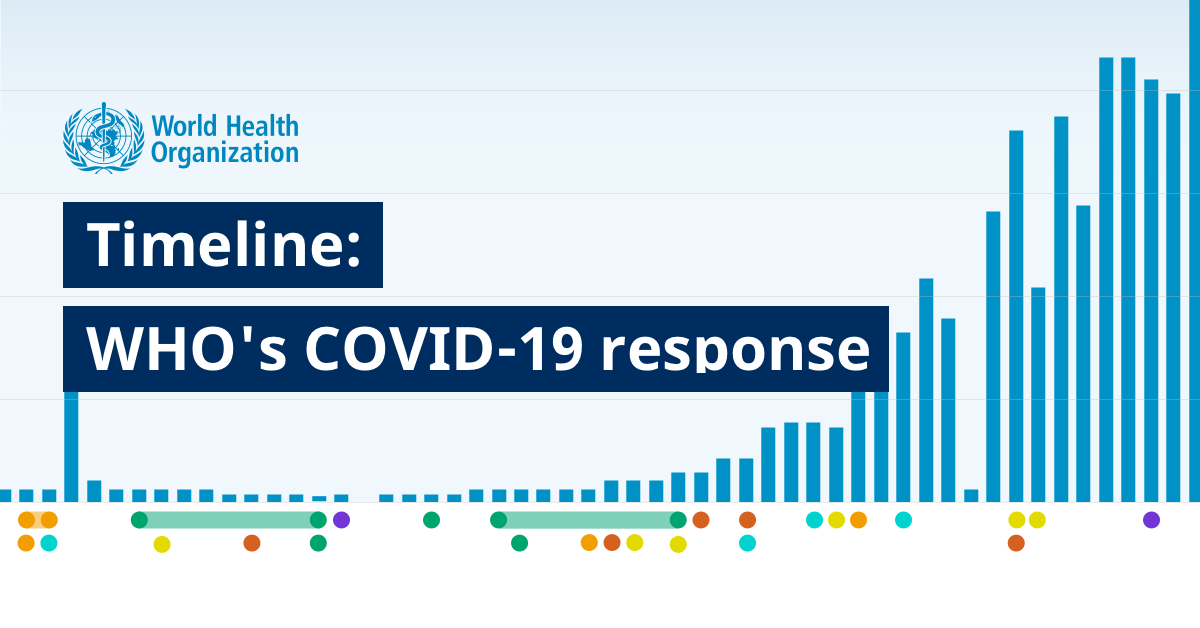 World Health
Organization
Timeline:
WHO's COVID-19 response